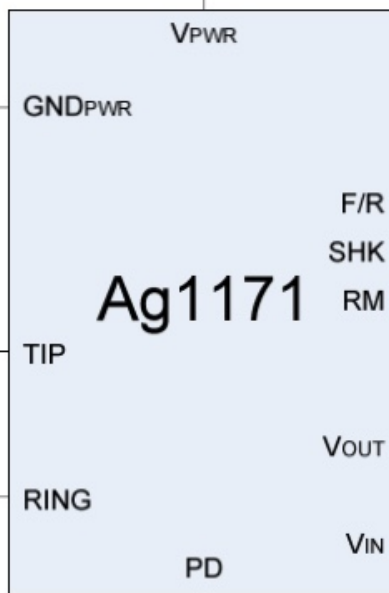 VPWR
GNDPWR
F/R
SHK
Ag1171 RM
TIP
VOUT
RING
VIN
PD